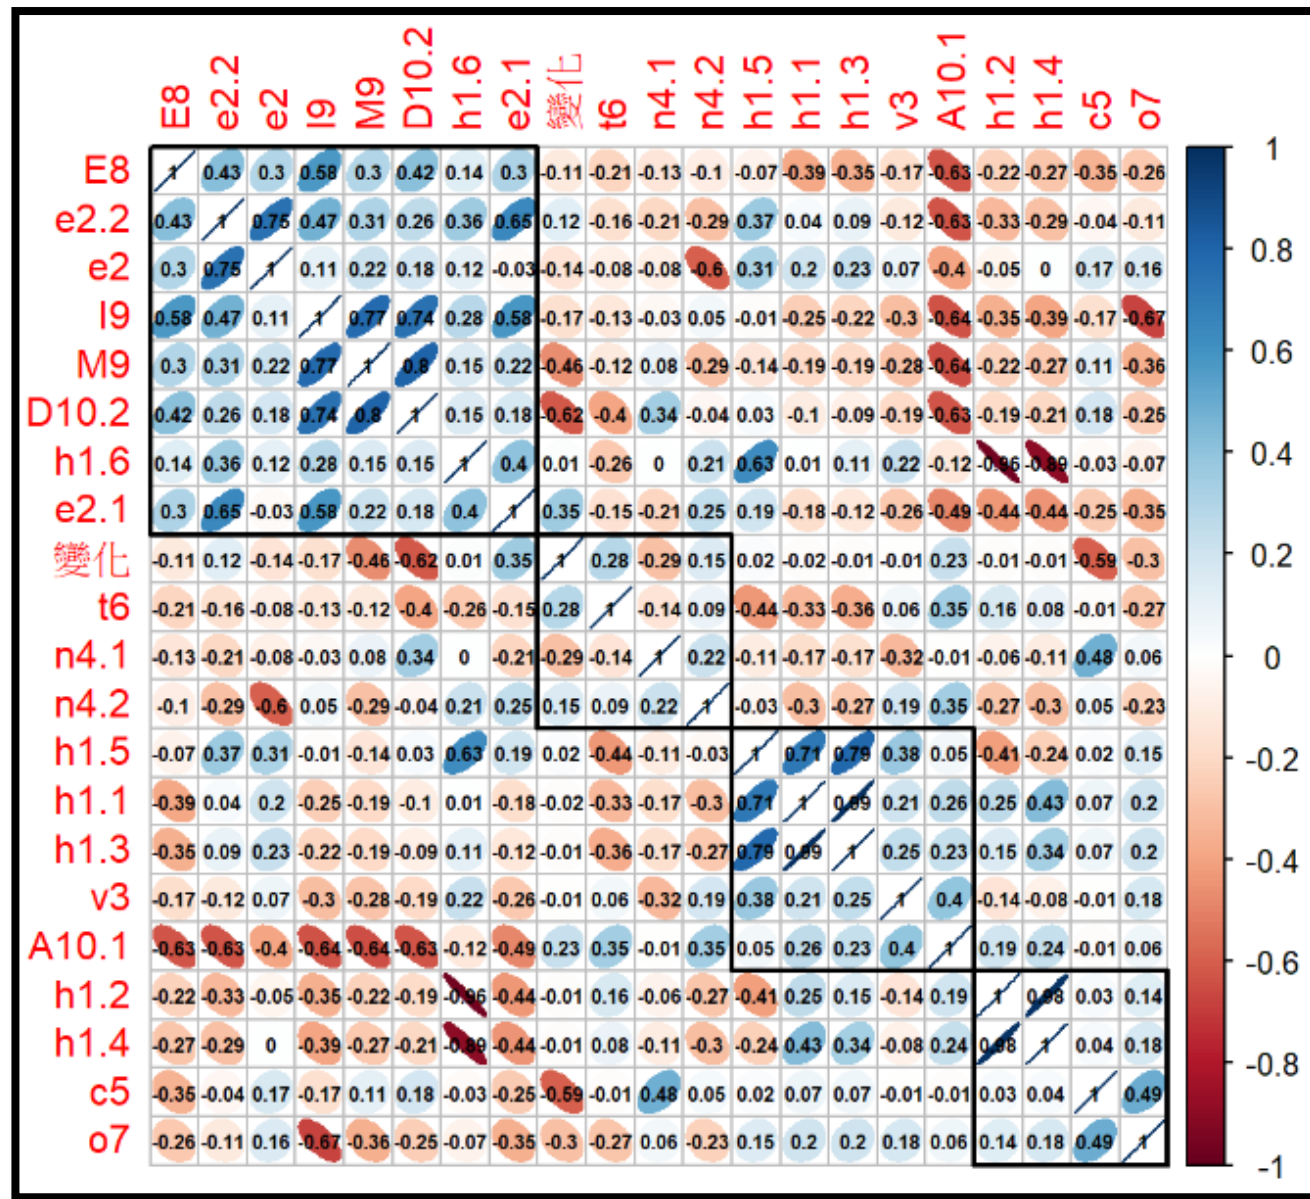 E8 e2.2 e2 I9 M9 D10.2 h1.6 e2.1 變化 t6 n4.1 n4.2 h1.5 h1.1 h1.3 v3 A10.1 h1.2 h1.4 c5 o7
E8 1 0.43 0.3 0.58 0.3 0.42 0.14 0.3 -0.11 -0.21 -0.13 -0.1 -0.07 -0.39 -0.35 -0.17 -0.63 -0.22 -0.27 -0.35 -0.26
e2.2 0.43 1 0.75 0.47 0.31 0.26 0.36 0.65 0.12 -0.16 -0.21 -0.29 0.37 0.04 0.09 -0.12 -0.63 -0.33 -0.29 -0.04 -0.11
e2 0.3 0.75 1 0.11 0.22 0.18 0.12 -0.03 -0.14 -0.08 -0.08 -0.6 0.31 0.2 0.23 0.07 -0.4 -0.05 0 0.17 0.16
I9 0.58 0.47 0.11 1 0.77 0.74 0.28 0.58 -0.17 -0.13 -0.03 0.05 -0.01 -0.25 -0.22 -0.3 -0.64 -0.35 -0.39 -0.17 -0.67
M9 0.3 0.31 0.22 0.77 1 0.8 0.15 0.22 -0.46 -0.12 0.08 -0.29 -0.14 -0.19 -0.19 -0.28 -0.64 -0.22 -0.27 0.11 -0.36
D10.2 0.42 0.26 0.18 0.74 0.8 1 0.15 0.18 -0.62 -0.4 0.34 -0.04 0.03 -0.1 -0.09 -0.19 -0.63 -0.19 -0.21 0.18 -0.25
h1.6 0.14 0.36 0.12 0.28 0.15 0.15 1 0.4 0.01 -0.26 0 0.21 0.63 0.01 0.11 0.22 -0.12 -0.96 -0.89 -0.03 -0.07
e2.1 0.3 0.65 -0.03 0.58 0.22 0.18 0.4 1 0.35 -0.15 -0.21 0.25 0.19 -0.18 -0.12 -0.26 -0.49 -0.44 -0.44 -0.25 -0.35
變化 -0.11 0.12 -0.14 -0.17 -0.46 -0.62 0.01 0.35 1 0.28 -0.29 0.15 0.02 -0.02 -0.01 -0.01 0.23 -0.01 -0.01 -0.59 -0.3
t6 -0.21 -0.16 -0.08 -0.13 -0.12 -0.4 -0.26 -0.15 0.28 1 -0.14 0.09 -0.44 -0.33 -0.36 0.06 0.35 0.16 0.08 -0.01 -0.27
n4.1 -0.13 -0.21 -0.08 -0.03 0.08 0.34 0 -0.21 -0.29 -0.14 1 0.22 -0.11 -0.17 -0.17 -0.32 -0.01 -0.06 -0.11 0.48 0.06
n4.2 -0.1 -0.29 -0.6 0.05 -0.29 -0.04 0.21 0.25 0.15 0.09 0.22 1 -0.03 -0.3 -0.27 0.19 0.35 -0.27 -0.3 0.05 -0.23
h1.5 -0.07 0.37 0.31 -0.01 -0.14 0.03 0.63 0.19 0.02 -0.44 -0.11 -0.03 1 0.71 0.79 0.38 0.05 -0.41 -0.24 0.02 0.15
h1.1 -0.39 0.04 0.2 -0.25 -0.19 -0.1 0.01 -0.18 -0.02 -0.33 -0.17 -0.3 0.71 1 0.99 0.21 0.26 0.25 0.43 0.07 0.2
h1.3 -0.35 0.09 0.23 -0.22 -0.19 -0.09 0.11 -0.12 -0.01 -0.36 -0.17 -0.27 0.79 0.99 1 0.25 0.23 0.15 0.34 0.07 0.2
v3 -0.17 -0.12 0.07 -0.3 -0.28 -0.19 0.22 -0.26 -0.01 0.06 -0.32 0.19 0.38 0.21 0.25 1 0.4 -0.14 -0.08 -0.01 0.18
A10.1 -0.63 -0.63 -0.4 -0.64 -0.64 -0.63 -0.12 -0.49 0.23 0.35 -0.01 0.35 0.05 0.26 0.23 0.4 1 0.19 0.24 -0.01 0.06
h1.2 -0.22 -0.33 -0.05 -0.35 -0.22 -0.19 -0.96 -0.44 -0.01 0.16 -0.06 -0.27 -0.41 0.25 0.15 -0.14 0.19 1 0.98 0.03 0.14
h1.4 -0.27 -0.29 0 -0.39 -0.27 -0.21 -0.89 -0.44 -0.01 0.08 -0.11 -0.3 -0.24 0.43 0.34 -0.08 0.24 0.98 1 0.04 0.18
c5 -0.35 -0.04 0.17 -0.17 0.11 0.18 -0.03 -0.25 -0.59 -0.01 0.48 0.05 0.02 0.07 0.07 -0.01 -0.01 0.03 0.04 1 0.49
o7 -0.26 -0.11 0.16 -0.67 -0.36 -0.25 -0.07 -0.35 -0.3 -0.27 0.06 -0.23 0.15 0.2 0.2 0.18 0.06 0.14 0.18 0.49 1
1
0.8
0.6
0.4
0.2
0
-0.2
-0.4
-0.6
-0.8
-1